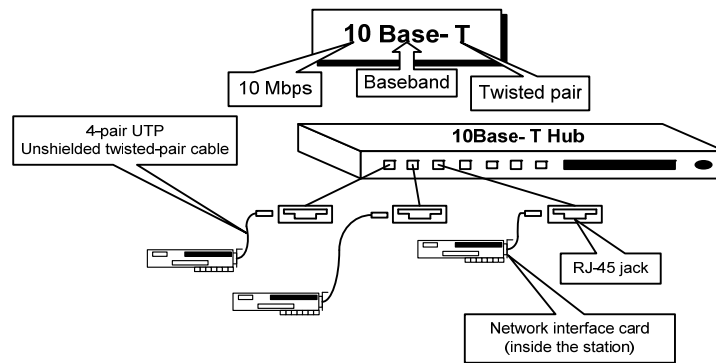 10 Base- T
10 Mbps
Baseband
Twisted pair
4-pair UTP
Unshielded twisted-pair cable
10Base- T Hub
RJ-45 jack
Network interface card
(inside the station)